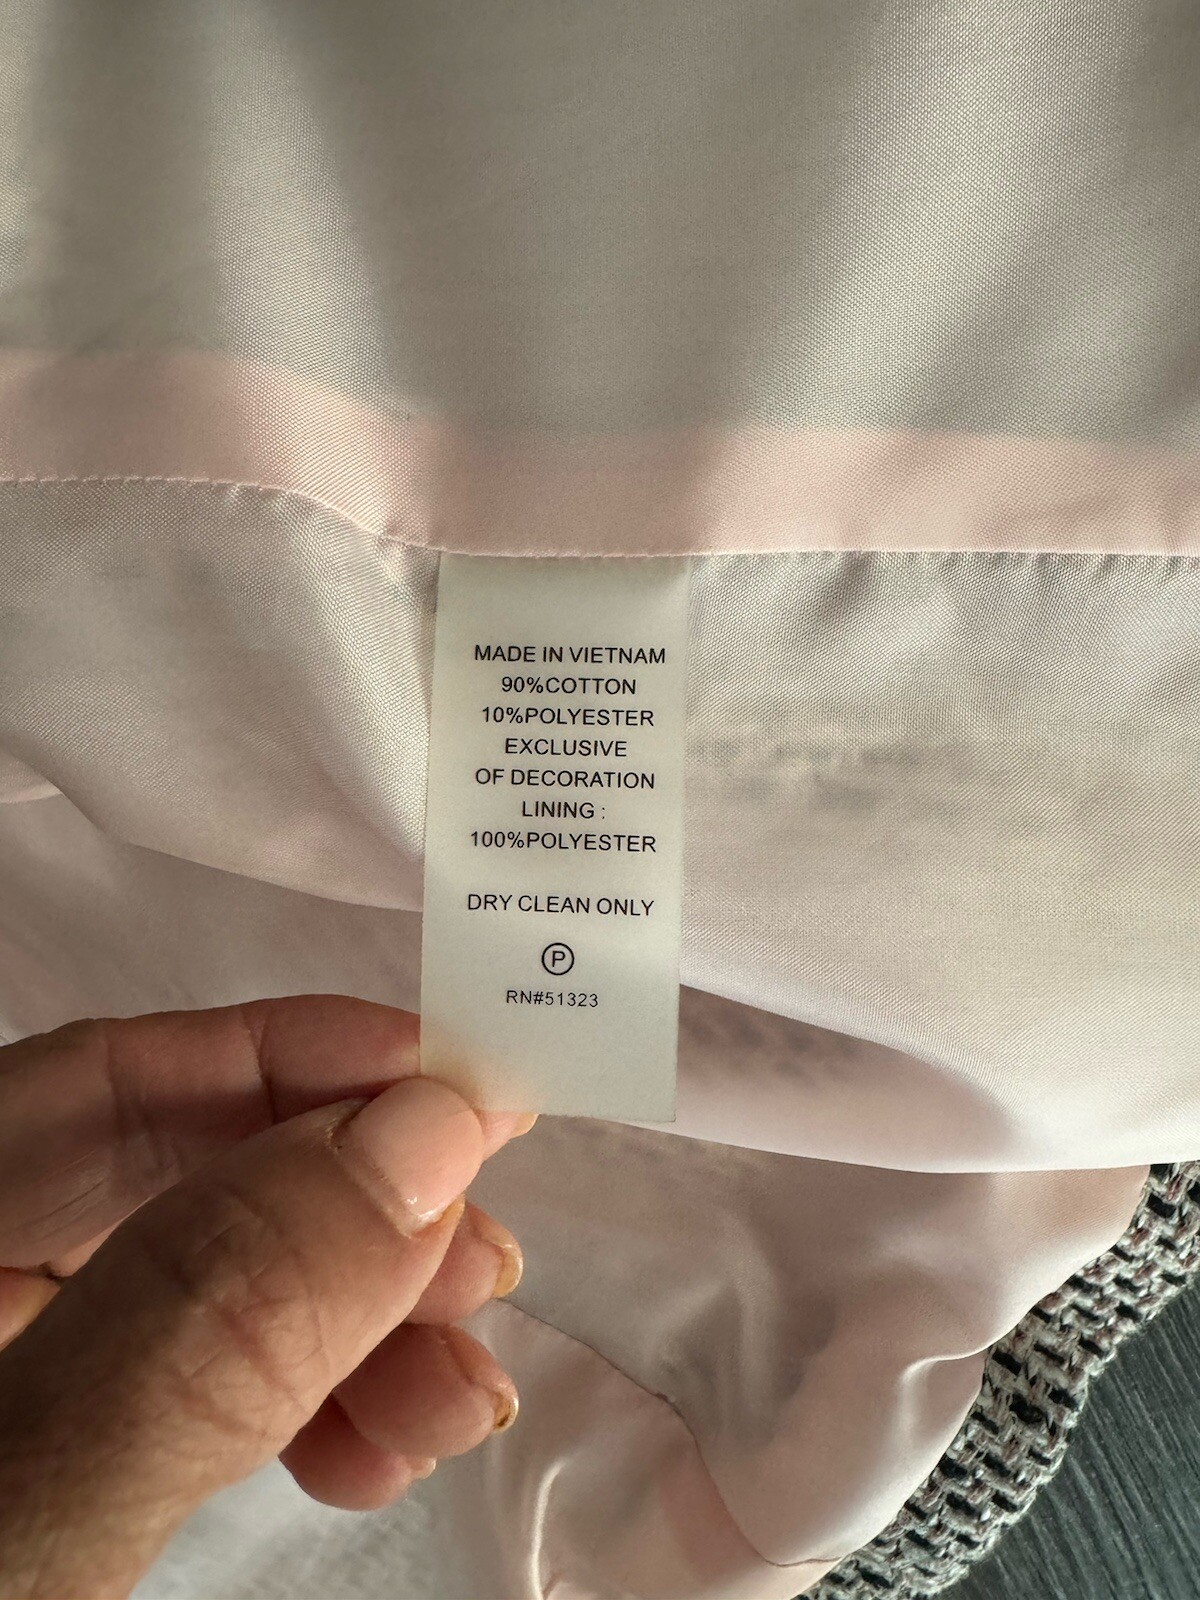 MADE IN VIETNAM
90%COTTON
10%POLYESTER
EXCLUSIVE
OF DECORATION
LINING :
100%POLYESTER
DRY CLEAN ONLY
P
RN#51323